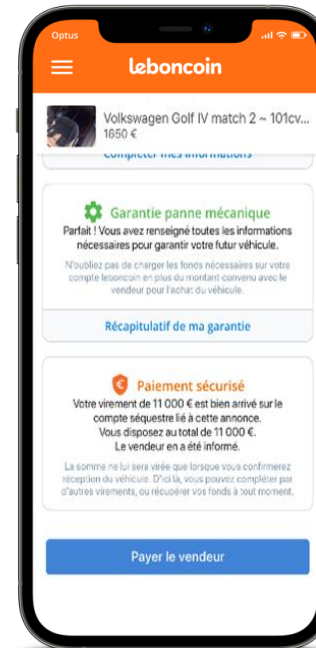 Optus
leboncoin
Volkswagen Golf IV match 2 ~ 101cv...
1650 €
Compléter mes informations
Garantie panne mécanique
Parfait ! Vous avez renseigné toutes les informations
nécessaires pour garantir votre futur véhicule.
N'oubliez pas de charger les fonds nécessaires sur votre
compte leboncoin en plus du montant convenu avec le
vendeur pour l'achat du véhicule.
Récapitulatif de ma garantie
Paiement sécurisé
Votre virement de 11 000 € est bien arrivé sur le
compte séquestre lié à cette annonce.
Vous disposez au total de 11 000 €.
Le vendeur en a été informé.
La somme ne lui sera virée que lorsque vous confirmerez
réception du véhicule. D'ici là, vous pouvez compléter par
d'autres virements, ou récupérer vos fonds à tout moment.
Payer le vendeur